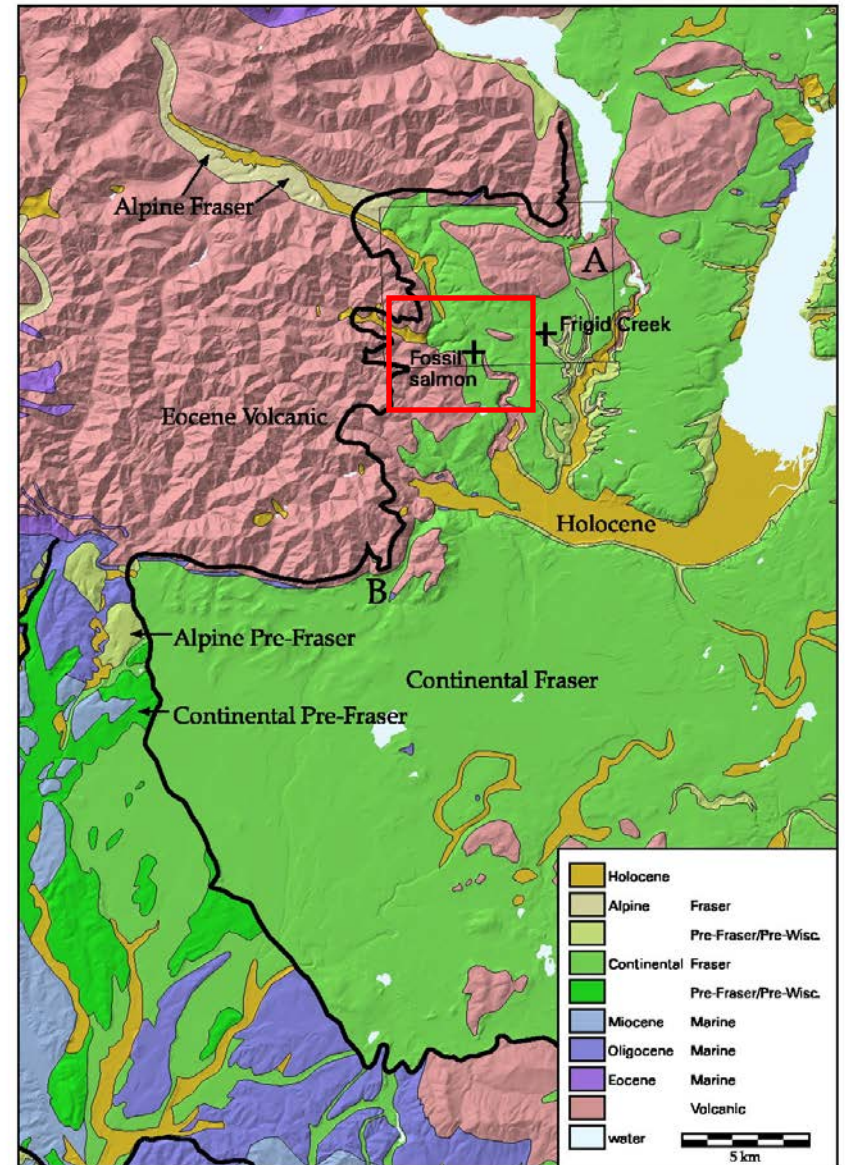 Alpine Fraser
A
Frigid Creek
Fossil
salmon
Eocene Volcanic
Holocene
B
Alpine Pre-Fraser
Continental Fraser
Continental Pre-Fraser
Holocene
Alpine Fraser
Pre-Fraser/Pre-Wisc.
Continental Fraser
Pre-Fraser/Pre-Wisc.
Miocene Marine
Oligocene Marine
Eocene Marine
Volcanic
water
5 km